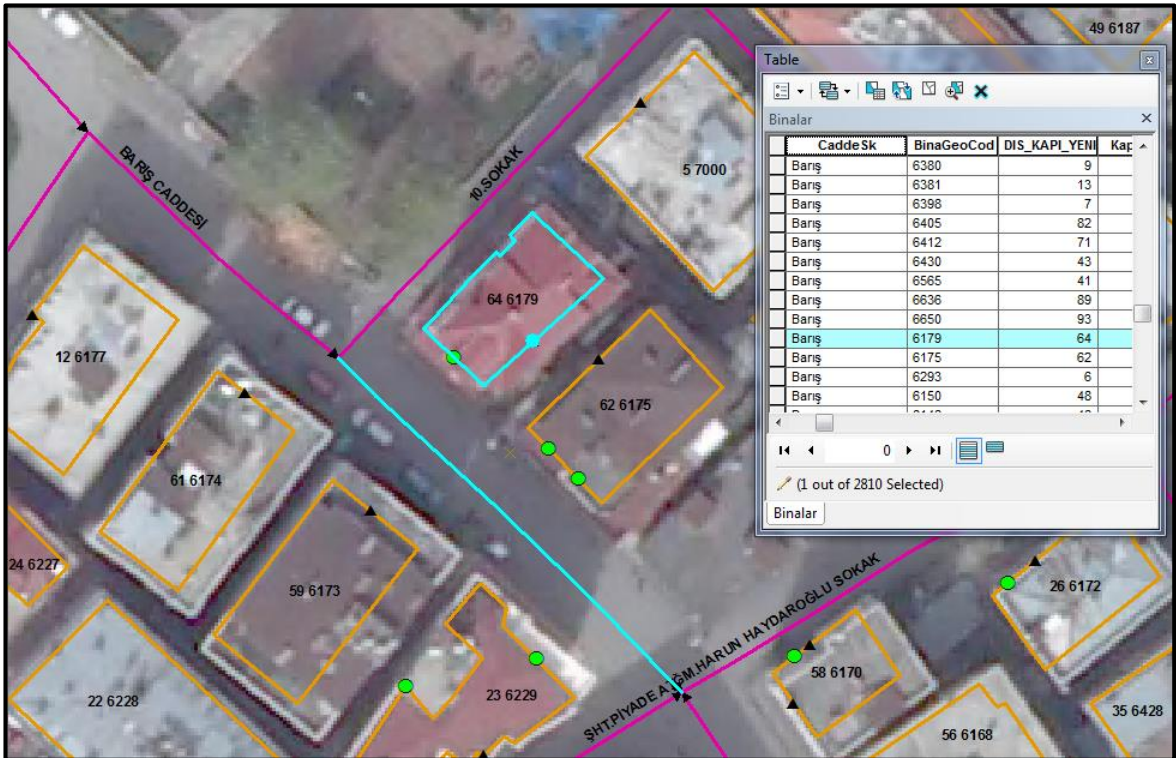 49 6187
Table
Binalar
CaddeSk BinaGeoCod DIS_KAPI_YENI Kap
Barış 6380 9
Barış 6381 13
Barış 6398 7
Barış 6405 82
Barış 6412 71
Barış 6430 43
Barış 6565 41
Barış 6636 89
Barış 6650 93
Barış 6179 64
Barış 6175 62
Barış 6293 6
Barış 6150 48
0
(1 out of 2810 Selected)
Binalar
BARIŞ CADDESİ
10.SOKAK
5 7000
64 6179
12 6177
62 6175
61 6174
24 6227
59 6173
26 6172
ŞHT.PİYADE
HARUN HAYDAROĞLU SOKAK
58 6170
23 6229
22 6228
35 6428
56 6168